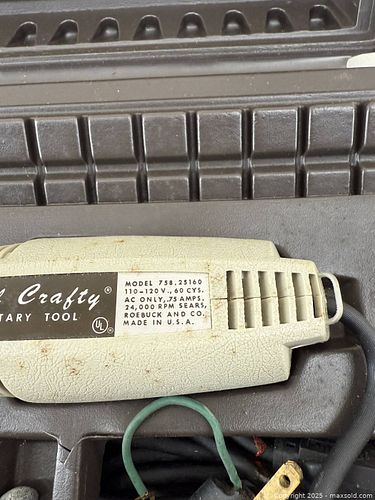 l Crafty®
TARY TOOL
UL®
MODEL 758.25160
110-120V., 60 CYS.
AC ONLY, .75 AMPS.
24,000 RPM SEARS,
ROEBUCK AND CO.
MADE IN U.S.A.
© Copyright 2025 - maxsold.com